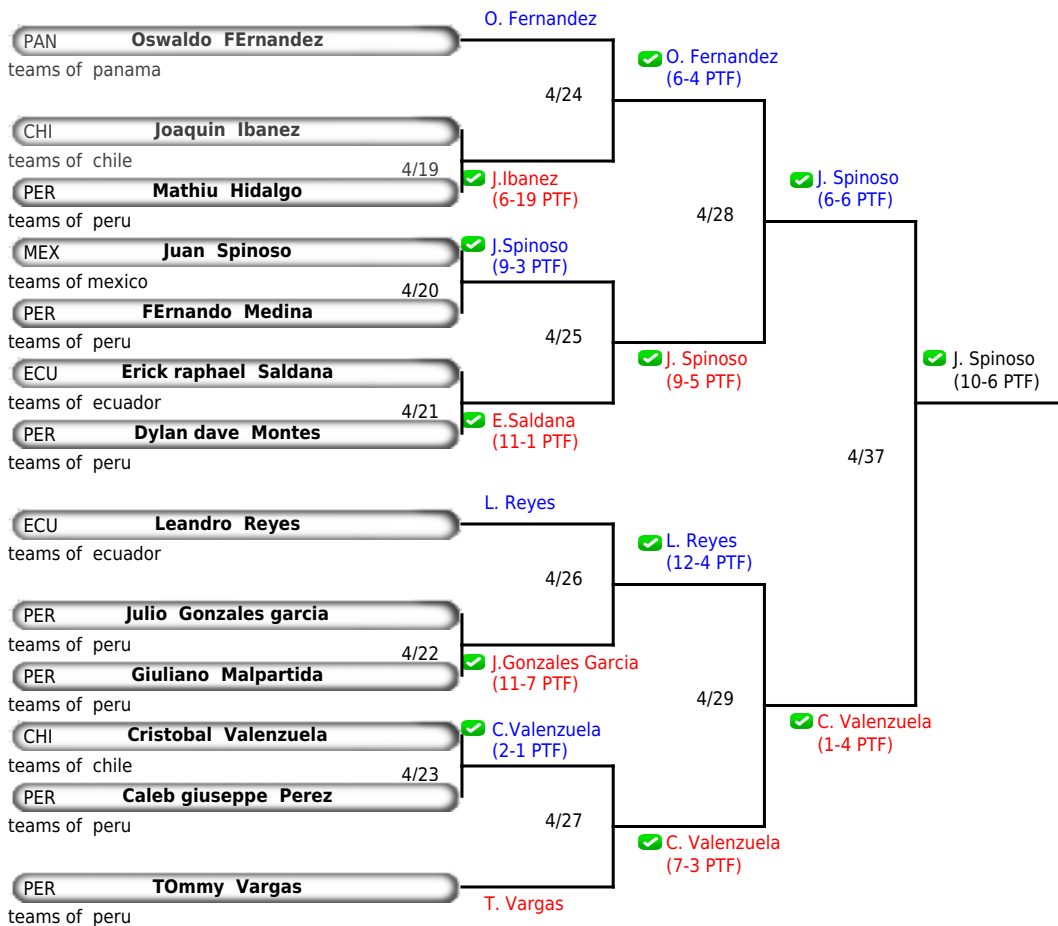 O. Fernandez
PAN Oswaldo FErnandez
teams of panama
4/24
O. Fernandez
(6-4 PTF)
CHI Joaquin Ibanez
teams of chile
4/19
PER Mathiu Hidalgo
teams of peru
J.Ibanez
(6-19 PTF)
4/28
J. Spinoso
(6-6 PTF)
MEX Juan Spinoso
teams of mexico
4/20
PER FErnando Medina
teams of peru
J.Spinoso
(9-3 PTF)
4/25
J. Spinoso
(9-5 PTF)
ECU Erick raphael Saldana
teams of ecuador
4/21
PER Dylan dave Montes
teams of peru
E.Saldana
(11-1 PTF)
J. Spinoso
(10-6 PTF)
4/37
L. Reyes
ECU Leandro Reyes
teams of ecuador
4/26
L. Reyes
(12-4 PTF)
PER Julio Gonzales garcia
teams of peru
4/22
PER Giuliano Malpartida
teams of peru
J.Gonzales Garcia
(11-7 PTF)
4/29
C. Valenzuela
(1-4 PTF)
CHI Cristobal Valenzuela
teams of chile
4/23
PER Caleb giuseppe Perez
teams of peru
C.Valenzuela
(2-1 PTF)
4/27
C. Valenzuela
(7-3 PTF)
PER TOmmy Vargas
teams of peru
T. Vargas